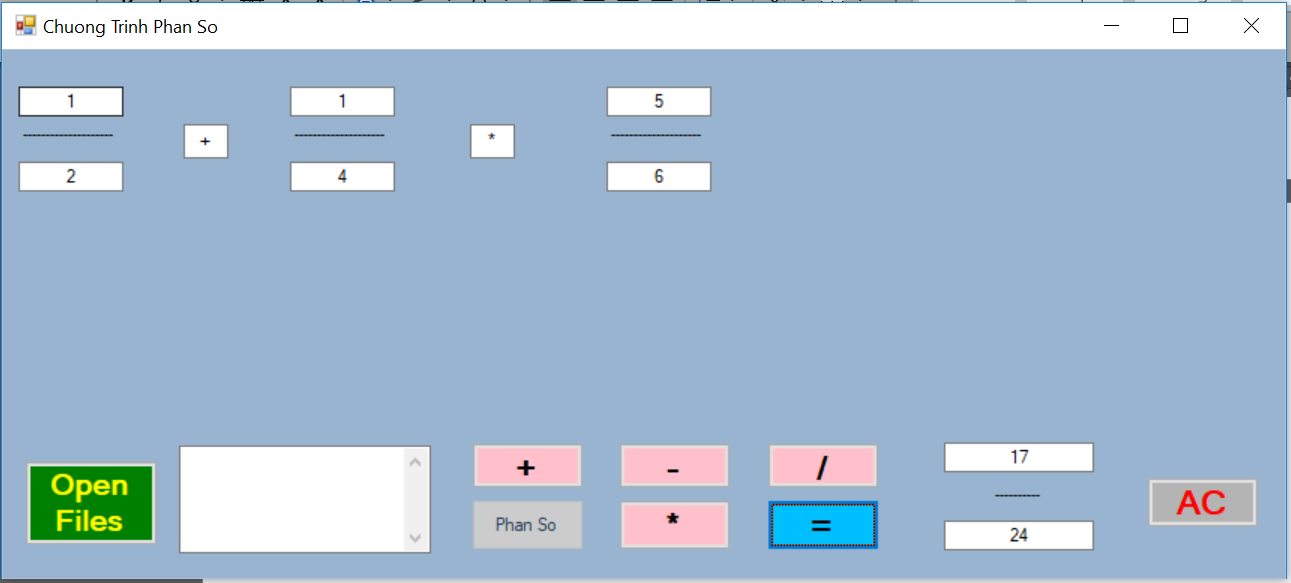 Chuong Trinh Phan So
1 1 5
-------------------- -------------------- --------------------
+ *
2 4 6
+ - / 17
Open
Files
Phan So * = ---------- AC
24